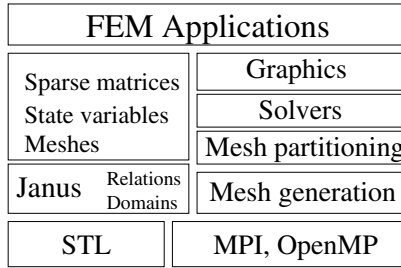 FEM Applications
Sparse matrices
State variables
Meshes
Graphics
Solvers
Mesh partitioning
Janus
Relations
Domains
Mesh generation
STL
MPI, OpenMP